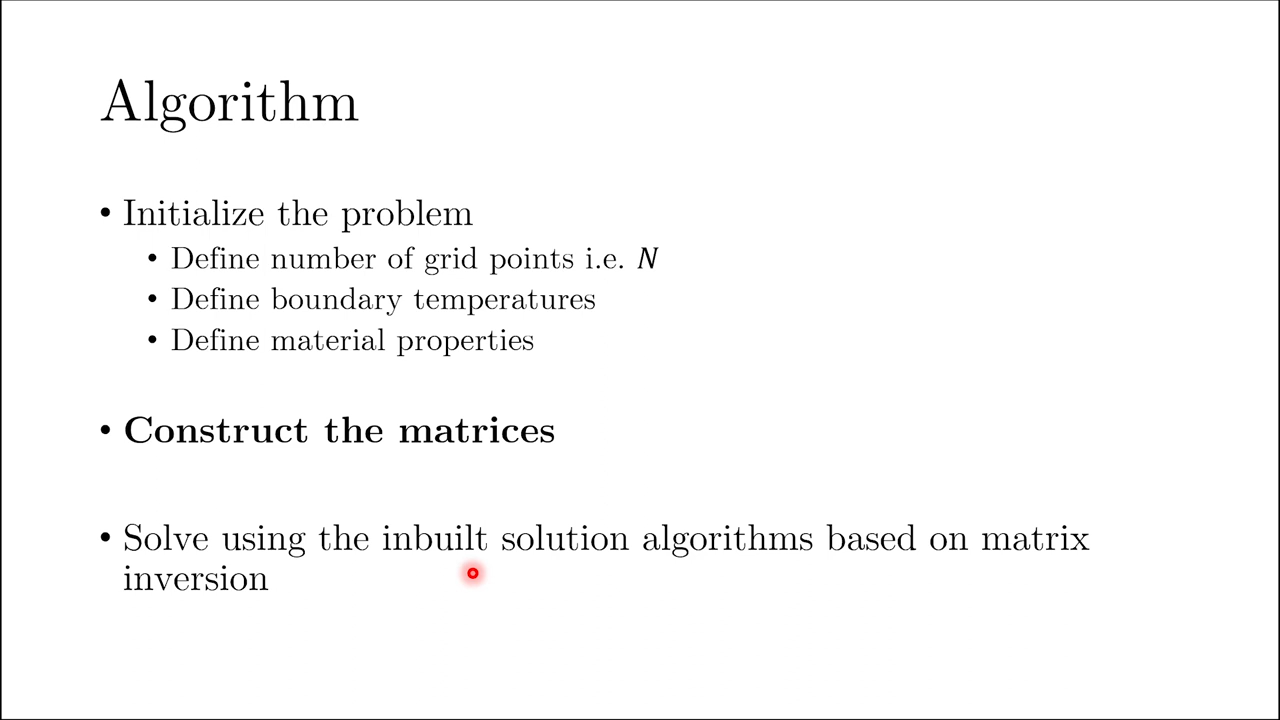 Algorithm
• Initialize the problem
• Define number of grid points i.e. N
• Define boundary temperatures
• Define material properties
• Construct the matrices
• Solve using the inbuilt solution algorithms based on matrix
inversion